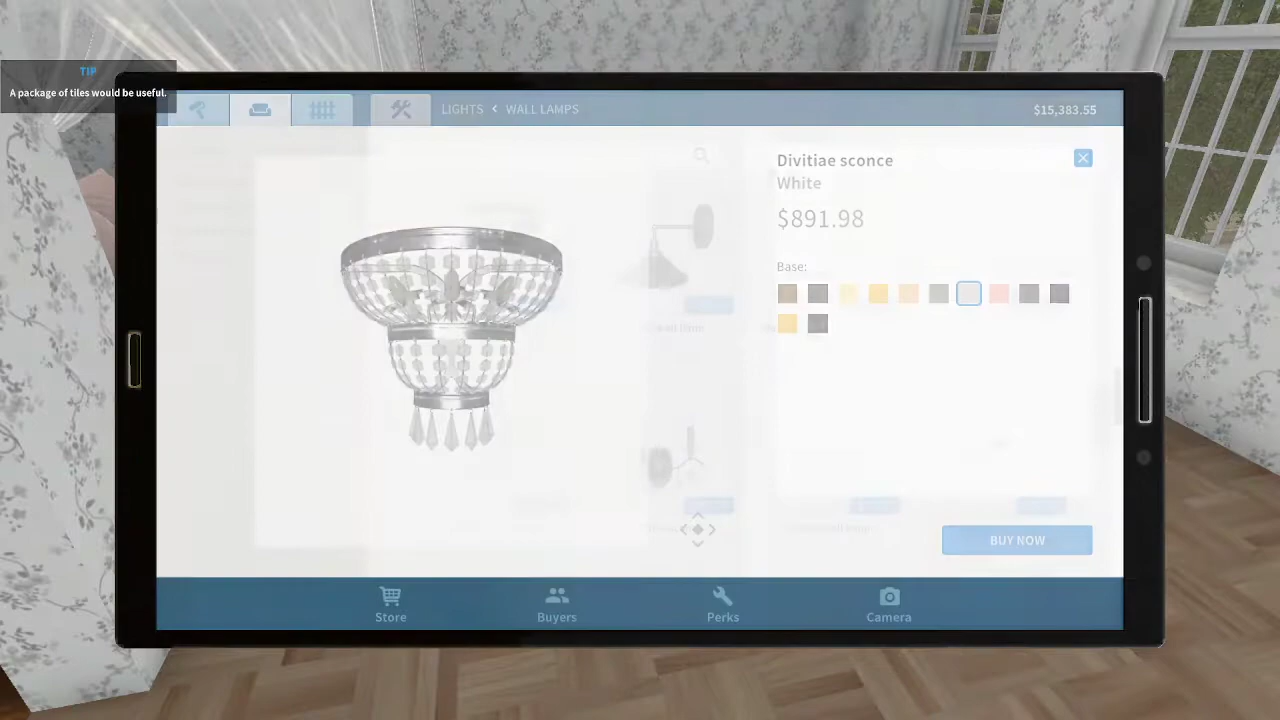 TIP
A package of tiles would be useful.
LIGHTS < WALL LAMPS
$15,383.55
Divitiae sconce
White
$891.98
Base:
BUY NOW
Store
Buyers
Perks
Camera